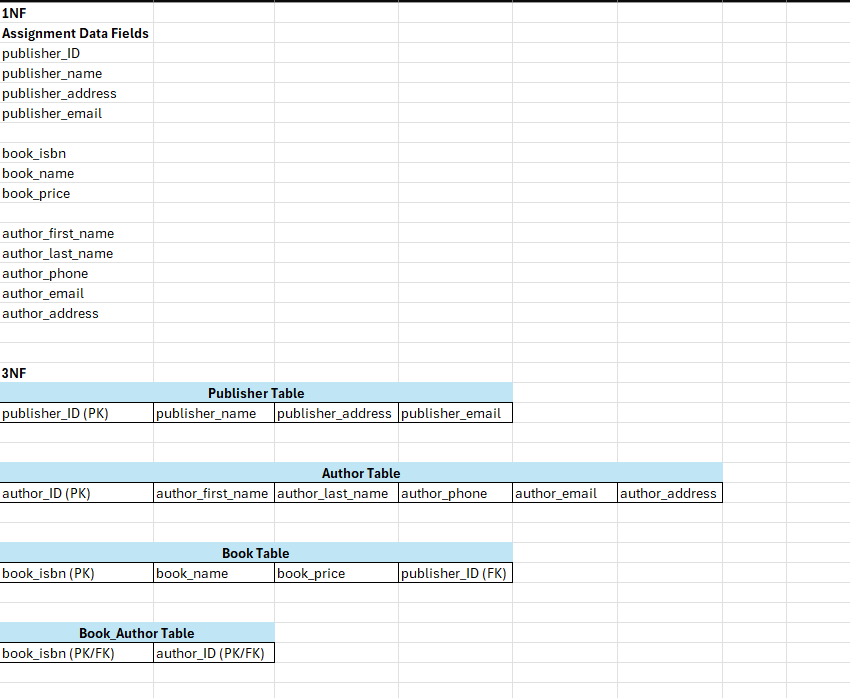 1NF
Assignment Data Fields
publisher_ID
publisher_name
publisher_address
publisher_email
book_isbn
book_name
book_price
author_first_name
author_last_name
author_phone
author_email
author_address
3NF
Publisher Table
publisher_ID (PK) publisher_name publisher_address publisher_email
Author Table
author_ID (PK) author_first_name author_last_name author_phone author_email author_address
Book Table
book_isbn (PK) book_name book_price publisher_ID (FK)
Book_Author Table
book_isbn (PK/FK) author_ID (PK/FK)